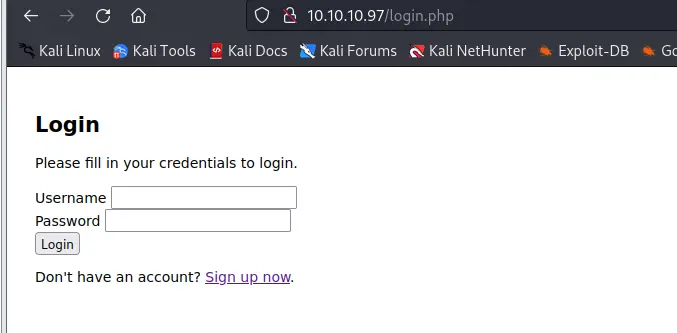 10.10.10.97/login.php
Kali Linux Kali Tools Kali Docs Kali Forums Kali NetHunter Exploit-DB
Login
Please fill in your credentials to login.
Username
Password
Login
Don't have an account? Sign up now.